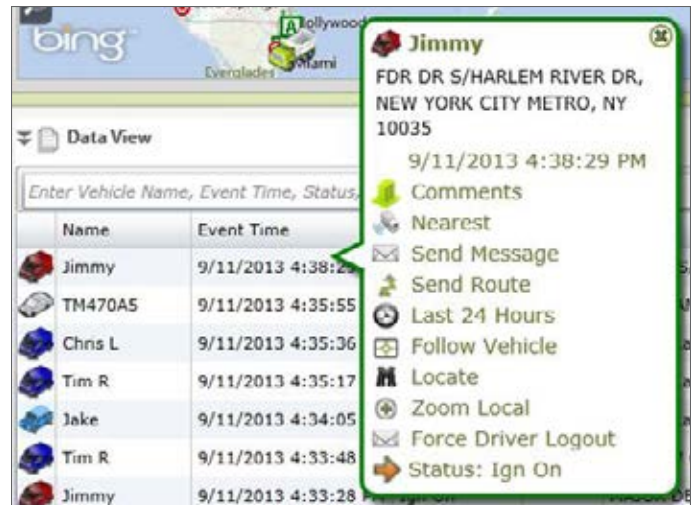 bing
Hollywood
Miami
Everglades
Jimmy
FDR DR S/HARLEM RIVER DR,
NEW YORK CITY METRO, NY
10035
9/11/2013 4:38:29 PM
Comments
Nearest
Send Message
Send Route
Last 24 Hours
Follow Vehicle
Locate
Zoom Local
Force Driver Logout
Status: Ign On
Data View
Enter Vehicle Name, Event Time, Status,
Name Event Time
Jimmy 9/11/2013 4:38:29
TM470A5 9/11/2013 4:35:55
Chris L 9/11/2013 4:35:36
Tim R 9/11/2013 4:35:17
Jake 9/11/2013 4:34:05
Tim R 9/11/2013 4:33:48
Jimmy 9/11/2013 4:33:28 PM Ign On